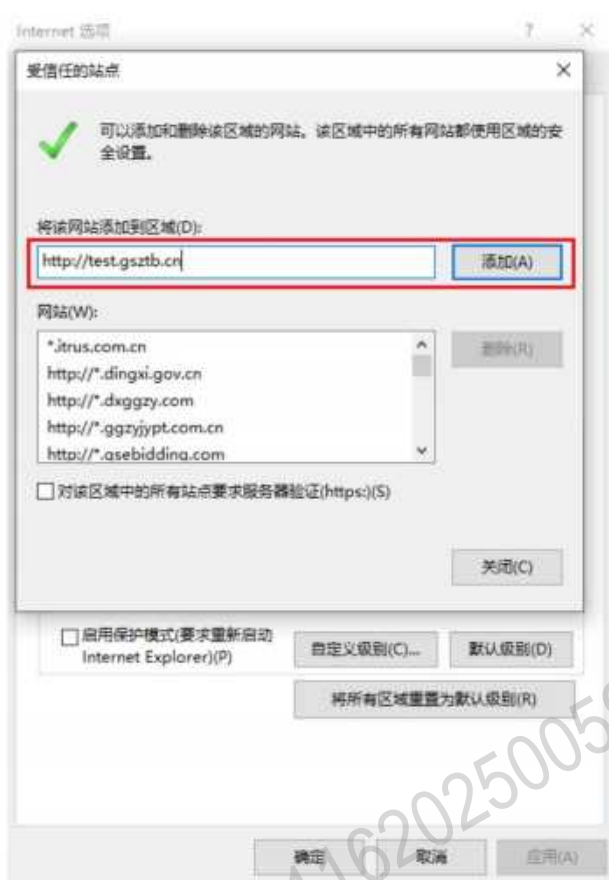 Internet 选项
?
×
受信任的站点
×
可以添加和删除该区域的网站。该区域中的所有网站都使用区域的安
全设置。
将该网站添加到区域(D):
http://test.gsztb.cn
添加(A)
网站(W):
*.itrus.com.cn
删除(R)
http://*.dingxi.gov.cn
http://*.dxggzy.com
http://*.ggzyjypt.com.cn
http://*.gsebidding.com
对该区域中的所有站点要求服务器验证(https:)(S)
关闭(C)
启用保护模式(要求重新启动
Internet Explorer)(P)
自定义级别(C)...
默认级别(D)
将所有区域重置为默认级别(R)
确定
取消
应用(A)